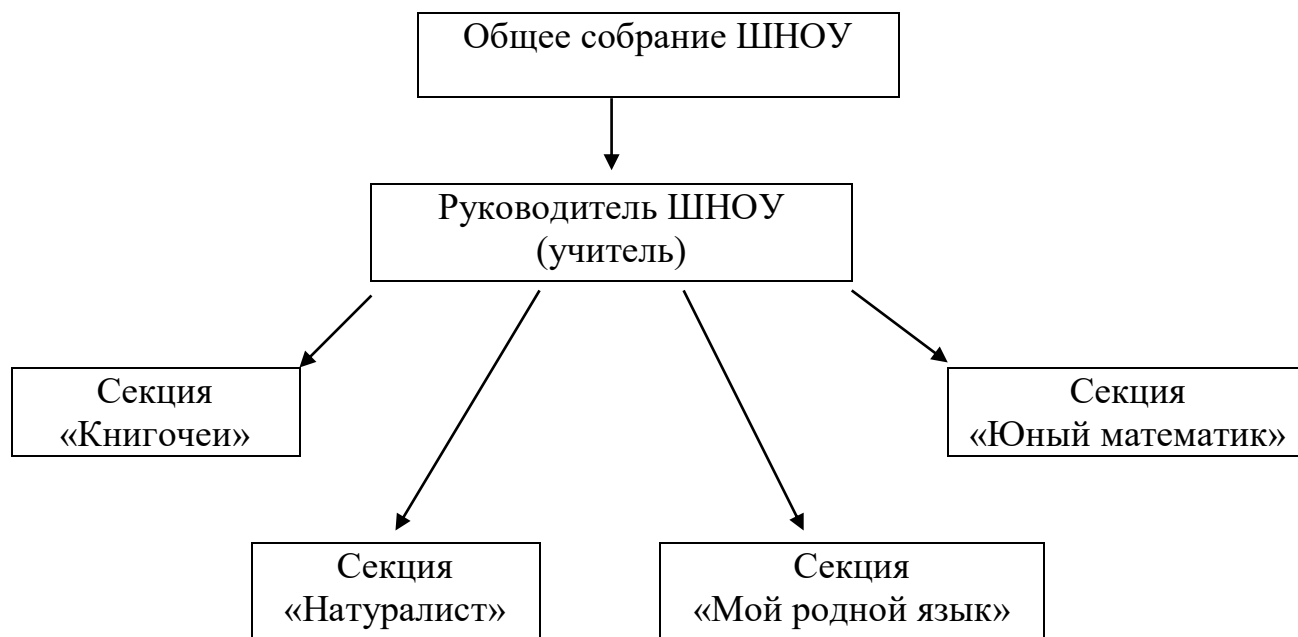 Общее собрание ШНОУ
Руководитель ШНОУ
(учитель)
Секция
«Книгочеи»
Секция
«Юный математик»
Секция
«Натуралист»
Секция
«Мой родной язык»